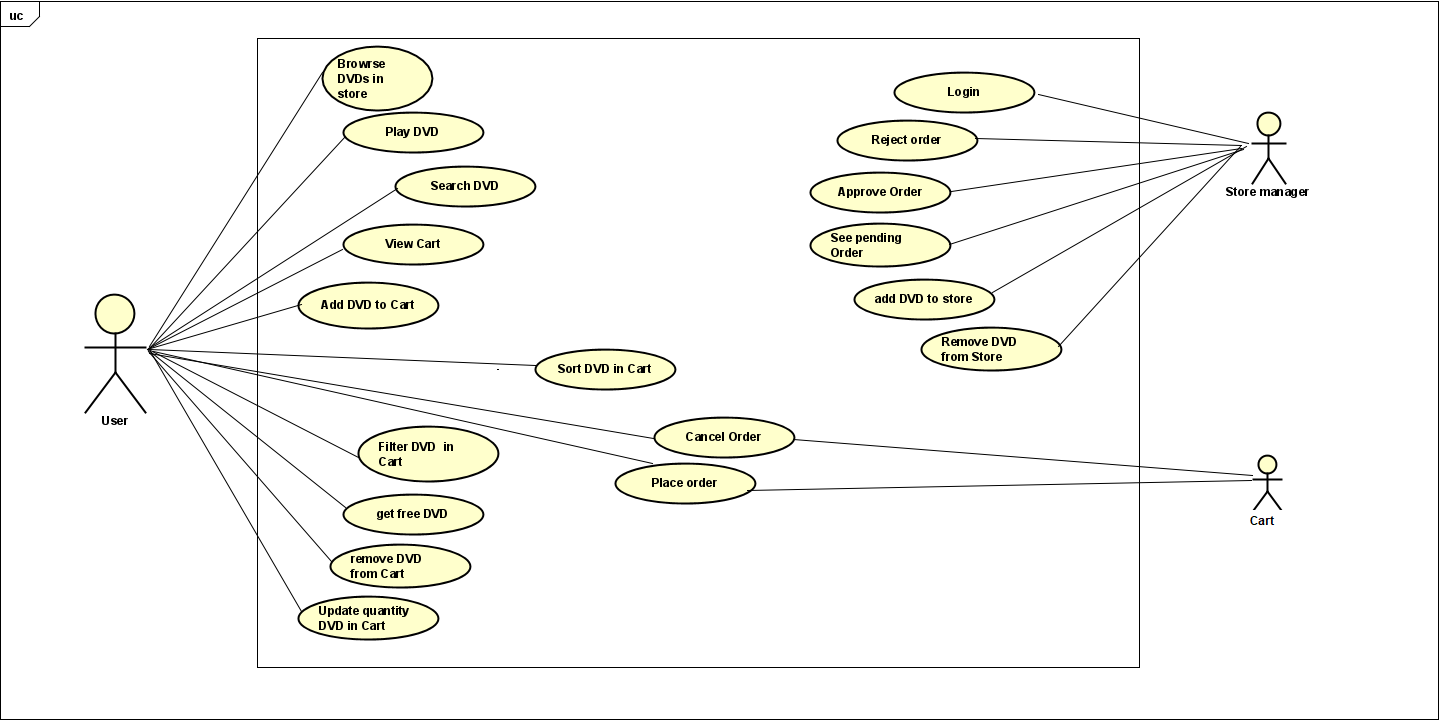 uc
Browrse
DVDs in
store
Play DVD
Search DVD
View Cart
Add DVD to Cart
Sort DVD in Cart
Cancel Order
Place order
Filter DVD  in
Cart
get free DVD
remove DVD
from Cart
Update quantity
DVD in Cart
User
Login
Reject order
Approve Order
See pending
Order
add DVD to store
Remove DVD
from Store
Store manager
Cart